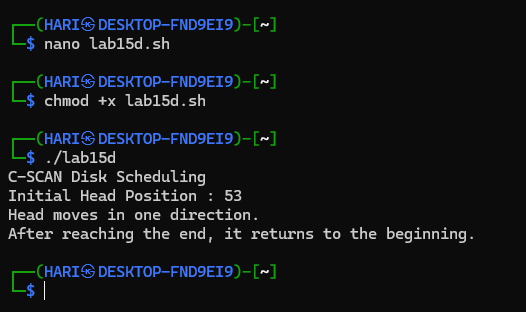 ┌──(HARI㉿DESKTOP-FND9EI9)-[~]
└─$ nano lab15d.sh
┌──(HARI㉿DESKTOP-FND9EI9)-[~]
└─$ chmod +x lab15d.sh
┌──(HARI㉿DESKTOP-FND9EI9)-[~]
└─$ ./lab15d
C-SCAN Disk Scheduling
Initial Head Position : 53
Head moves in one direction.
After reaching the end, it returns to the beginning.
┌──(HARI㉿DESKTOP-FND9EI9)-[~]
└─$